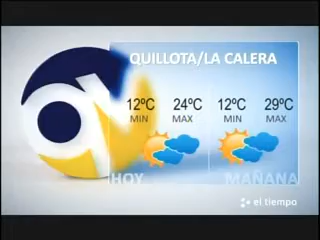 QUILLOTA/LA CALERA
12ºC 24ºC 12ºC 29ºC
MIN MAX MIN MAX
HOY MAÑANA
el tiempo